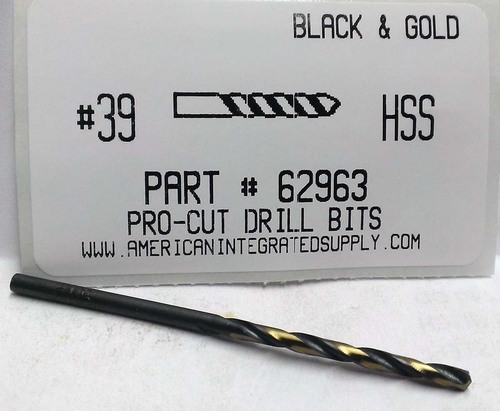 BLACK & GOLD
#39 HSS
PART # 62963
PRO-CUT DRILL BITS
WWW.AMERICANINTEGRATEDSUPPLY.COM